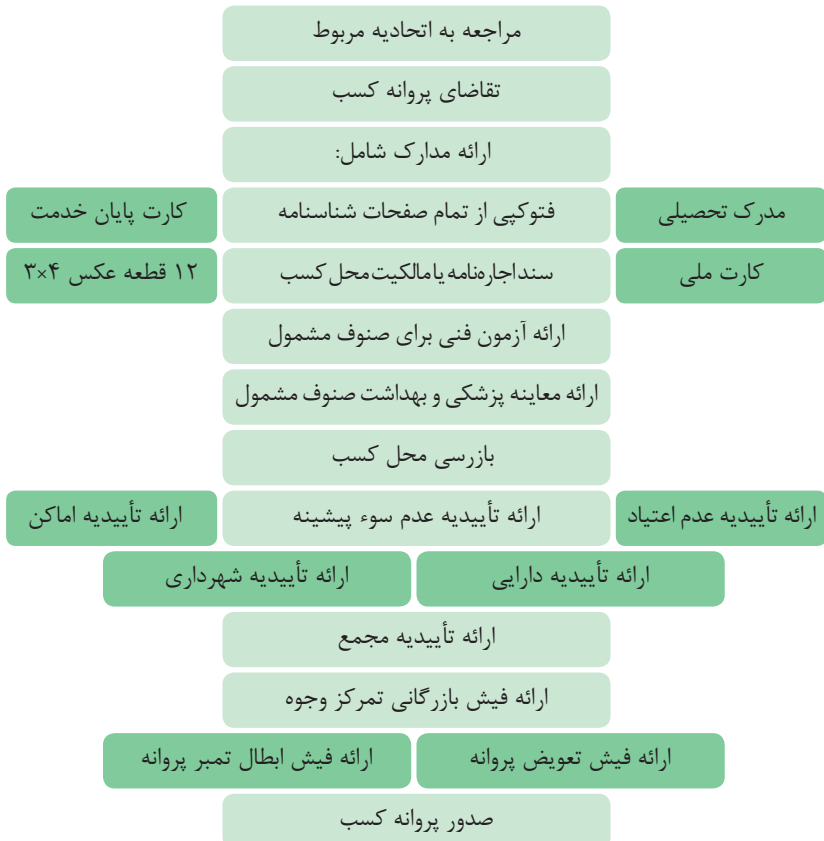 مراجعه به اتحادیه مربوط
تقاضای پروانه کسب
ارائه مدارک شامل:
مدرک تحصیلی
فتوکپی از تمام صفحات شناسنامه
کارت پایان خدمت
کارت ملی
سند اجاره‌نامه یا مالکیت محل کسب
۱۲ قطعه عکس ۴×۳
ارائه آزمون فنی برای صنوف مشمول
ارائه معاینه پزشکی و بهداشت صنوف مشمول
بازرسی محل کسب
ارائه تأییدیه عدم اعتیاد
ارائه تأییدیه عدم سوء پیشینه
ارائه تأییدیه اماکن
ارائه تأییدیه دارایی
ارائه تأییدیه شهرداری
ارائه تأییدیه مجمع
ارائه فیش بازرگانی تمرکز وجوه
ارائه فیش تعویض پروانه
ارائه فیش ابطال تمبر پروانه
صدور پروانه کسب